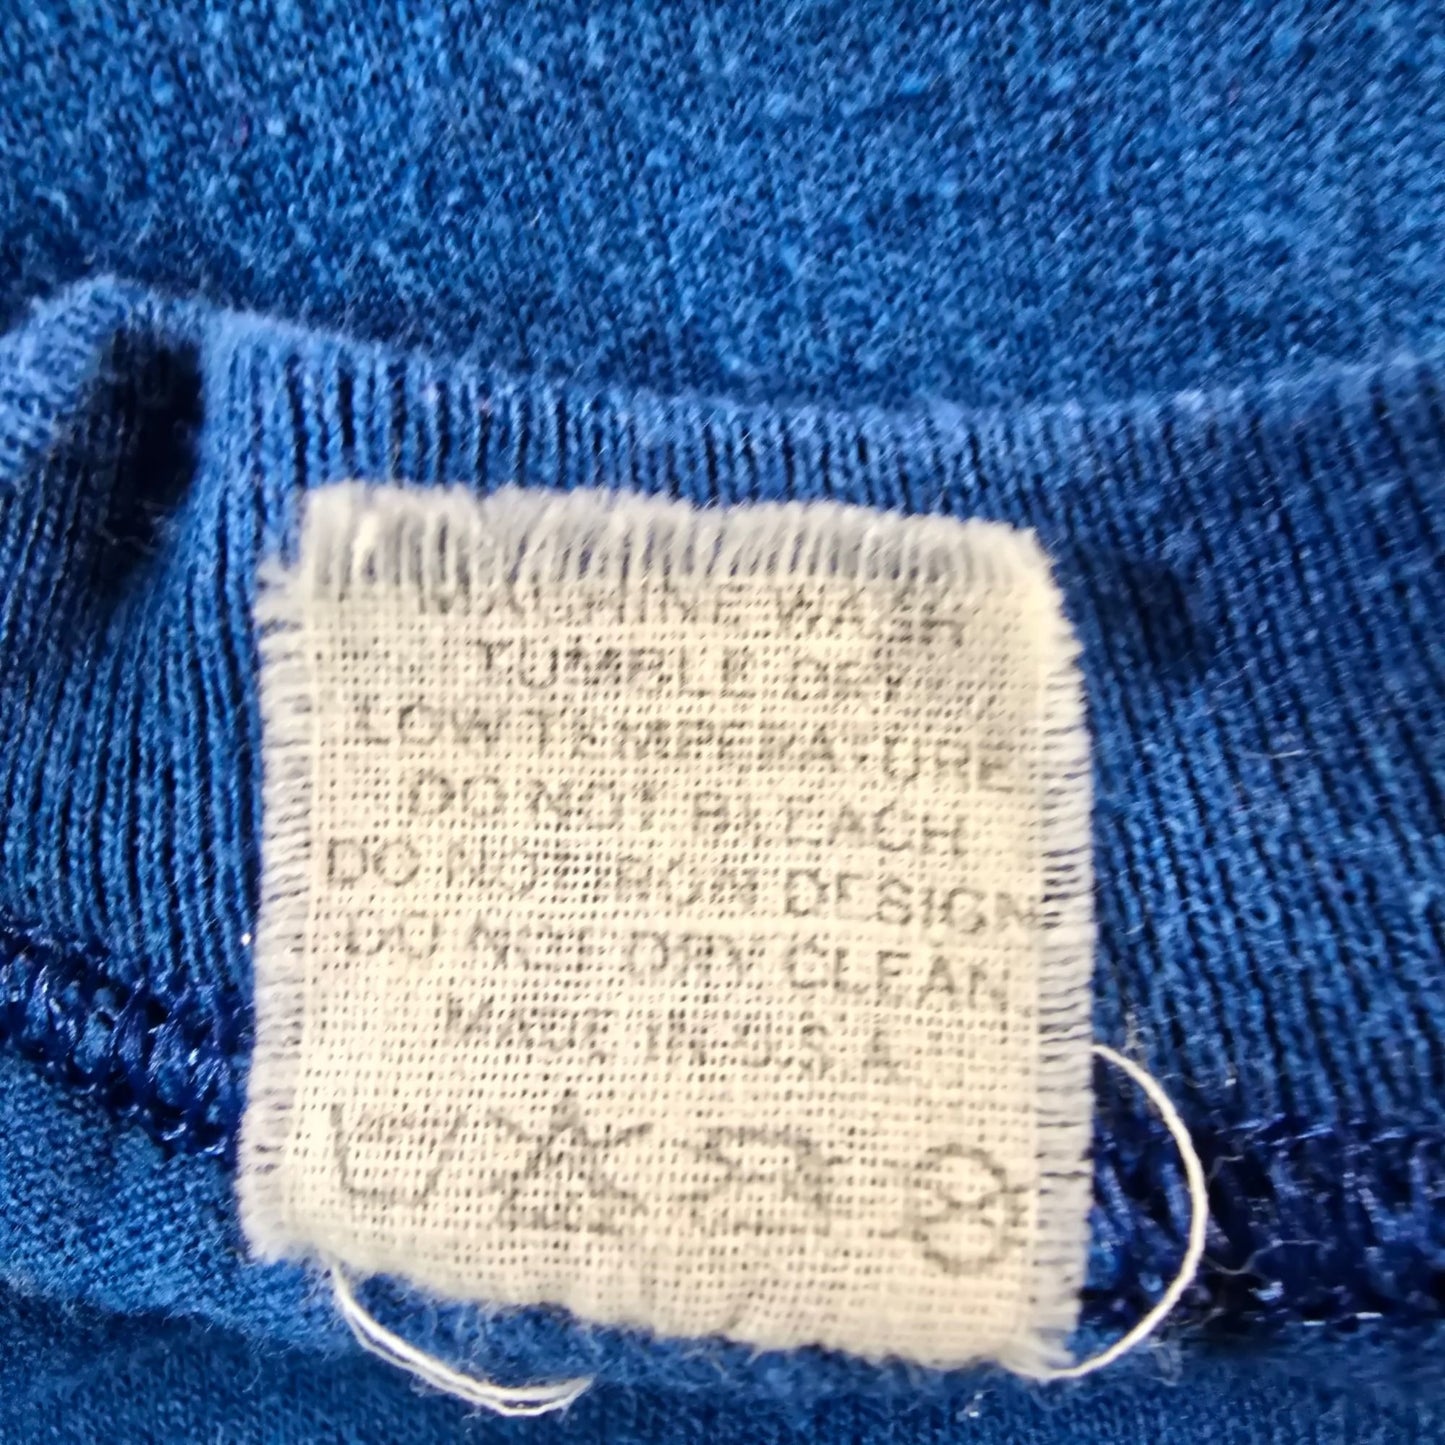 MACHINE WASH
TUMBLE DRY
LOW TEMPERATURE
DO NOT BLEACH
DO NOT IRON DESIGN
DO NOT DRY CLEAN
MADE IN U.S.A.